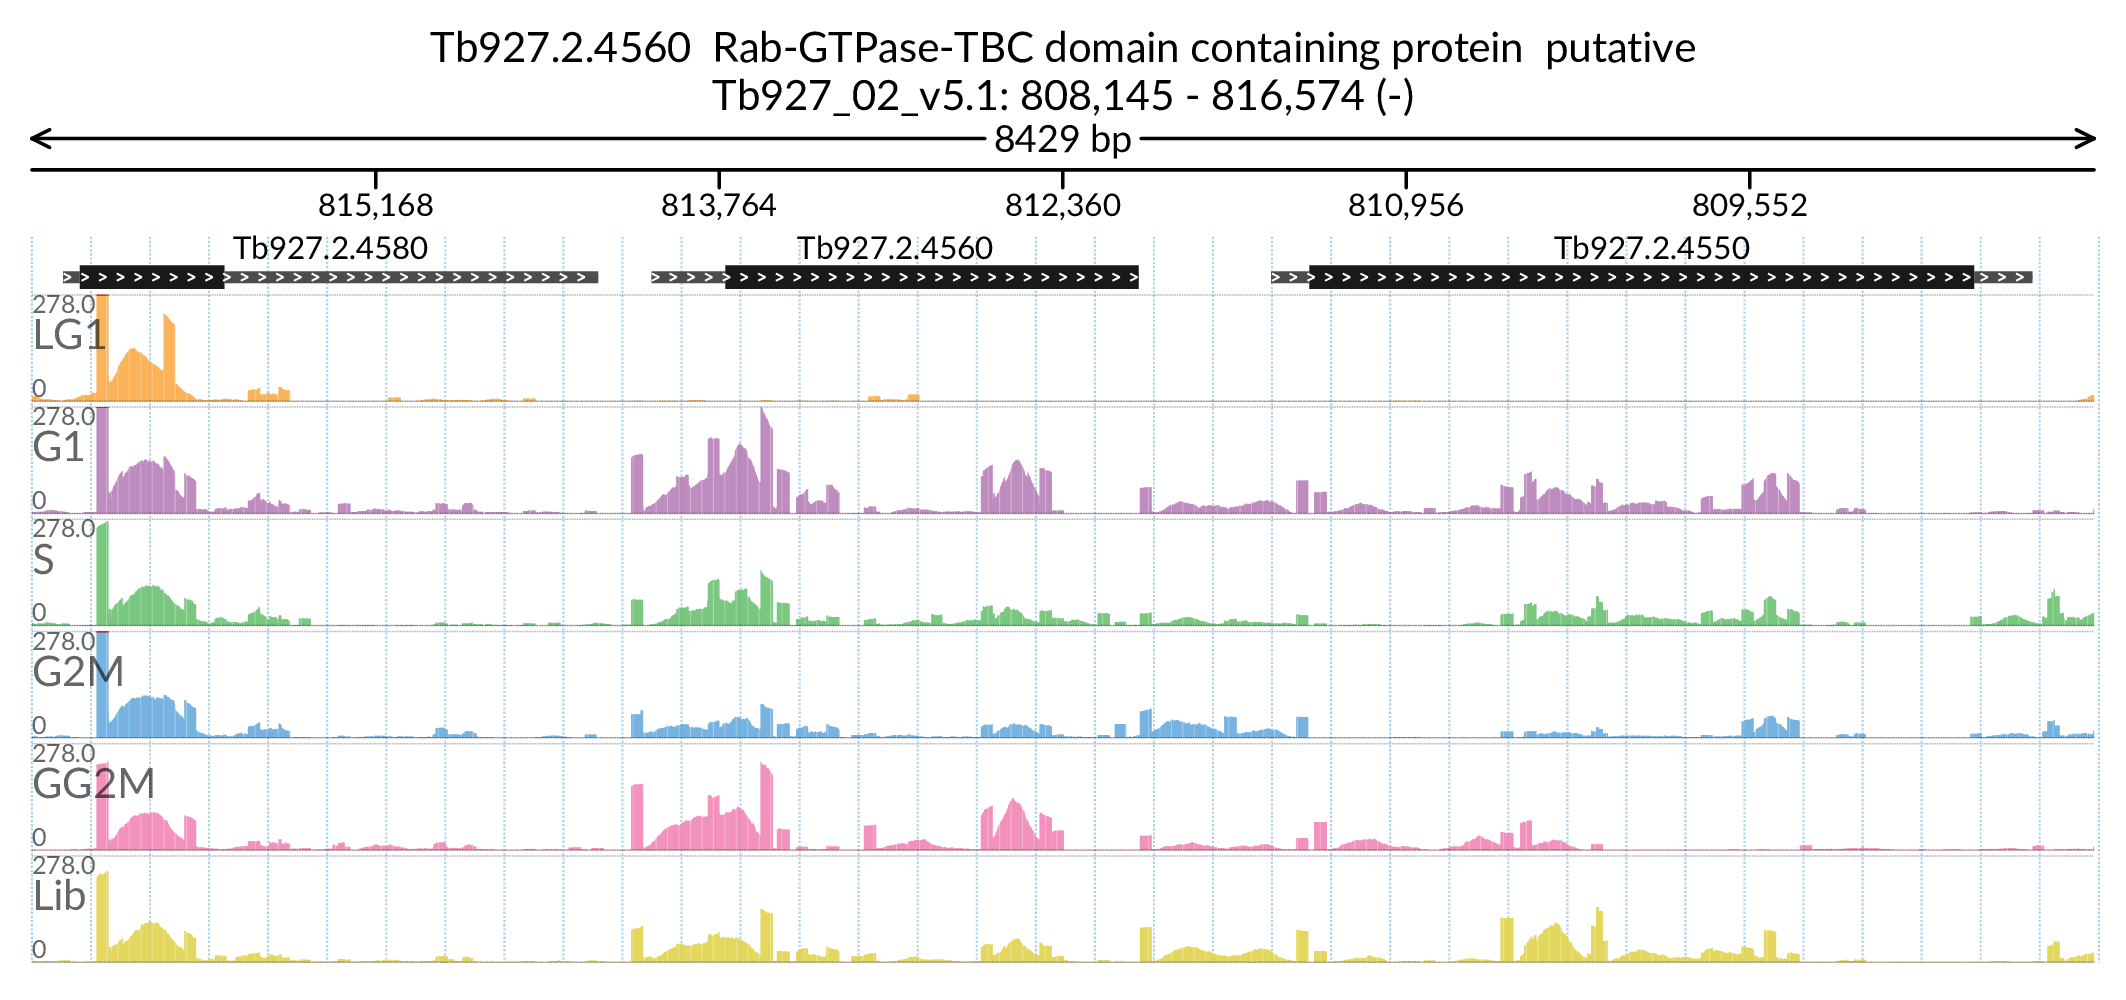 Tb927.2.4560  Rab-GTPase-TBC domain containing protein  putative
Tb927_02_v5.1: 808,145 - 816,574 (-)
8429 bp
815,168 813,764 812,360 810,956 809,552
Tb927.2.4580 Tb927.2.4560 Tb927.2.4550
278.0
LG1
0
278.0
G1
0
278.0
S
0
278.0
G2M
0
278.0
GG2M
0
278.0
Lib
0